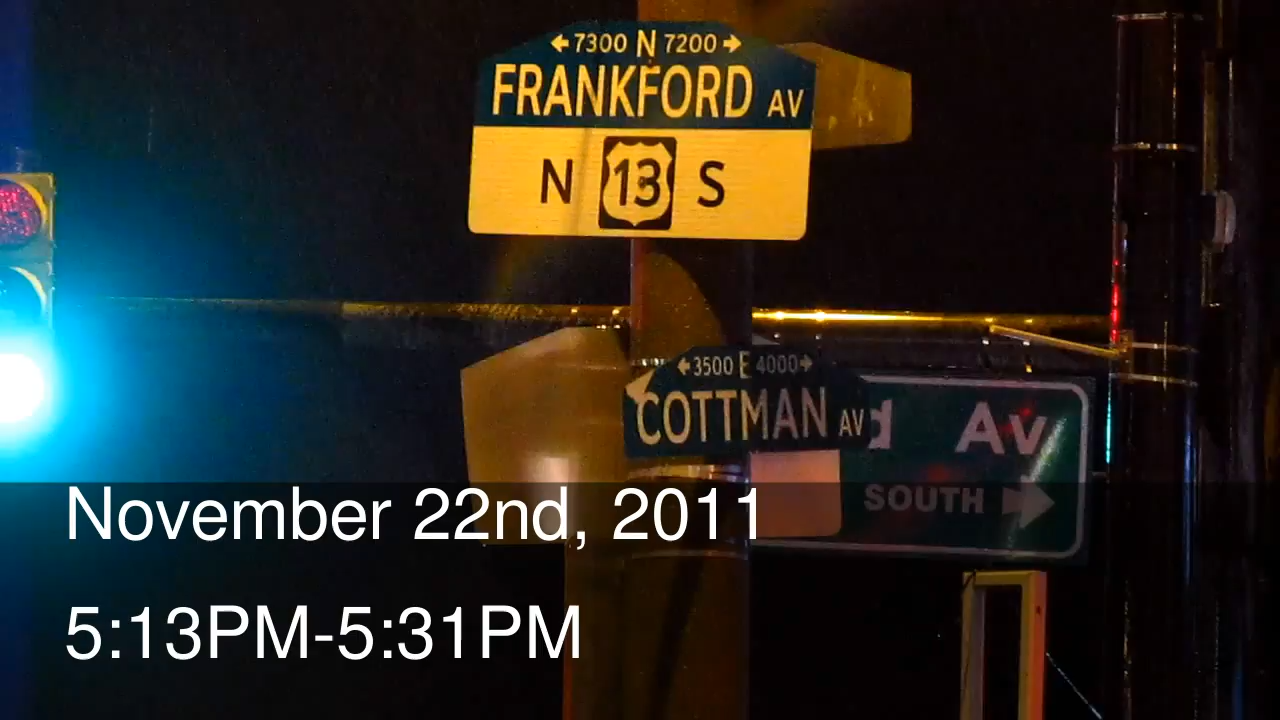 ← 7300 N 7200 →
FRANKFORD AV
N 13 S
← 3500 E 4000 →
COTTMAN AV
d Av
SOUTH
November 22nd, 2011
5:13PM-5:31PM